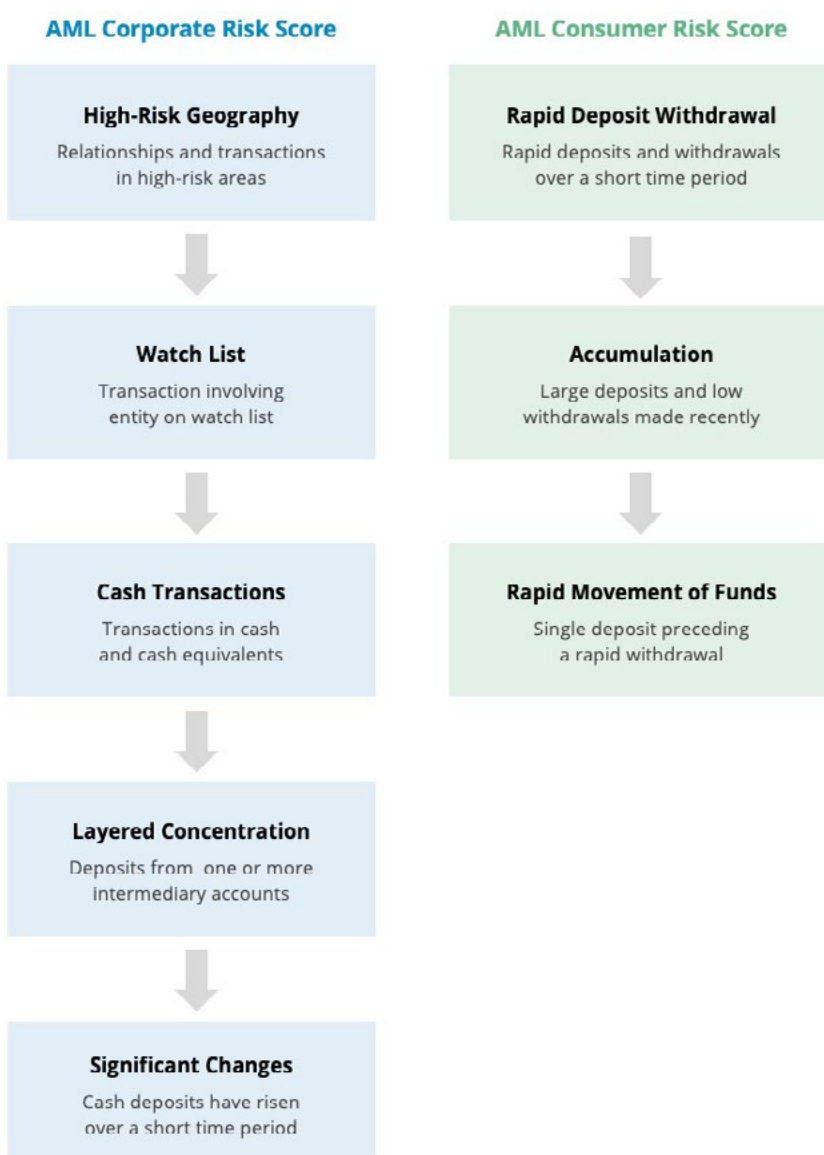 AML Corporate Risk Score
High-Risk Geography
Relationships and transactions
in high-risk areas
Watch List
Transaction involving
entity on watch list
Cash Transactions
Transactions in cash
and cash equivalents
Layered Concentration
Deposits from one or more
intermediary accounts
Significant Changes
Cash deposits have risen
over a short time period
AML Consumer Risk Score
Rapid Deposit Withdrawal
Rapid deposits and withdrawals
over a short time period
Accumulation
Large deposits and low
withdrawals made recently
Rapid Movement of Funds
Single deposit preceding
a rapid withdrawal